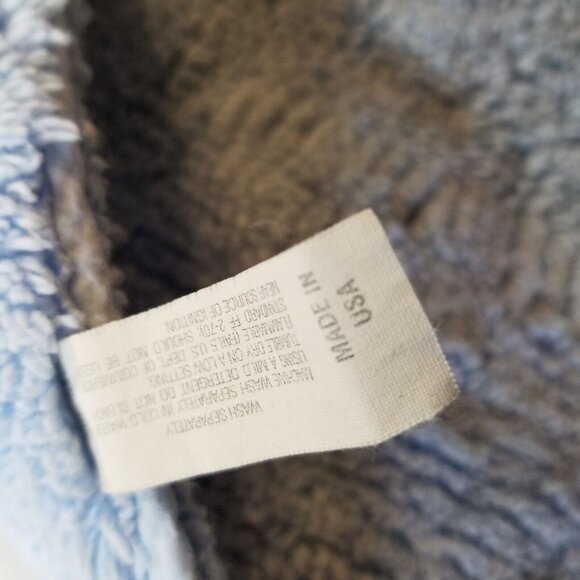 MADE IN
USA.
WASH SEPARATELY
MACHINE WASH SEPARATELY IN COLD WATER
USING A MILD DETERGENT. DO NOT BLEACH
TUMBLE DRY ON A LOW SETTING.
FLAMMABLE (FAILS U.S. DEPT. OF COMMERCE
STANDARD FF 2-70). SHOULD NOT BE USED
NEAR SOURCE OF IGNITION